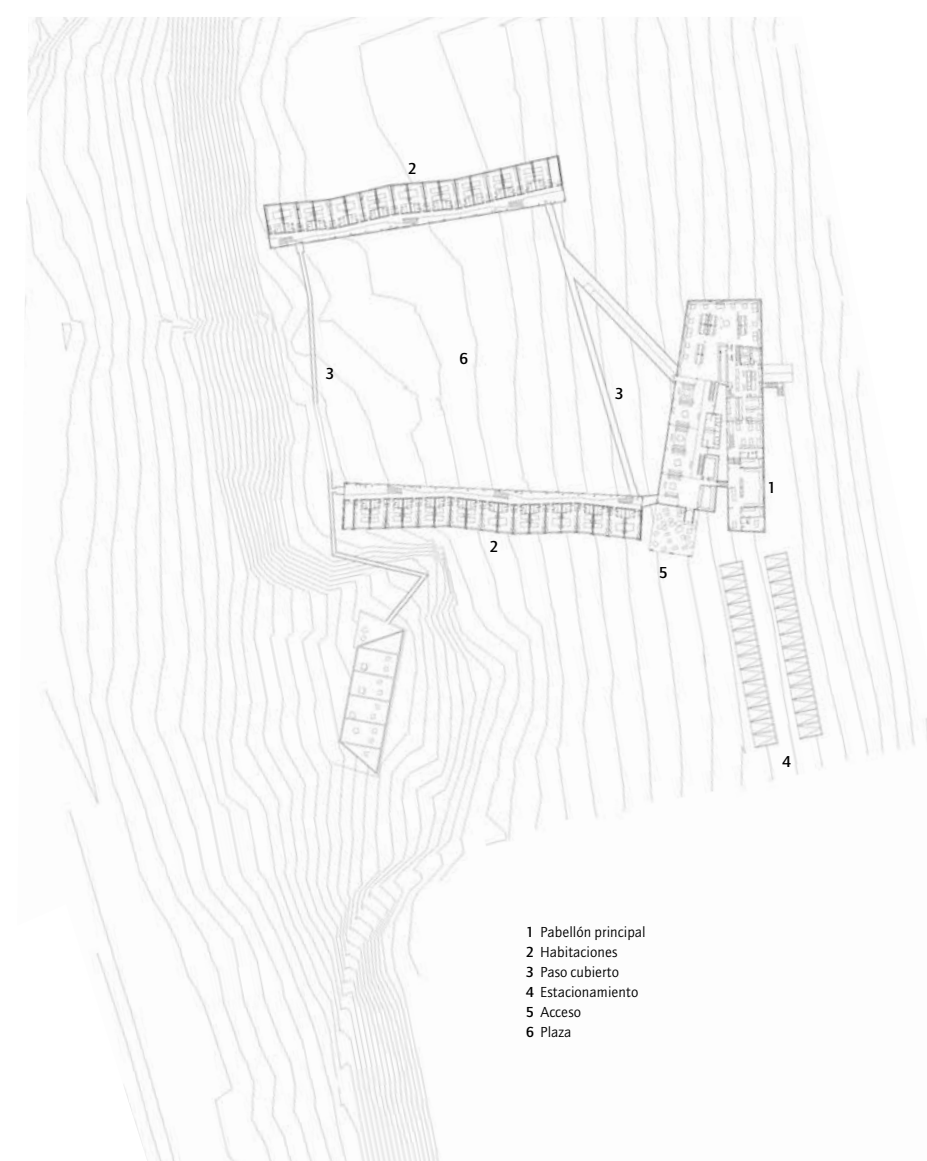 2
6
3
3
1
2
5
4
1 Pabellón principal
2 Habitaciones
3 Paso cubierto
4 Estacionamiento
5 Acceso
6 Plaza